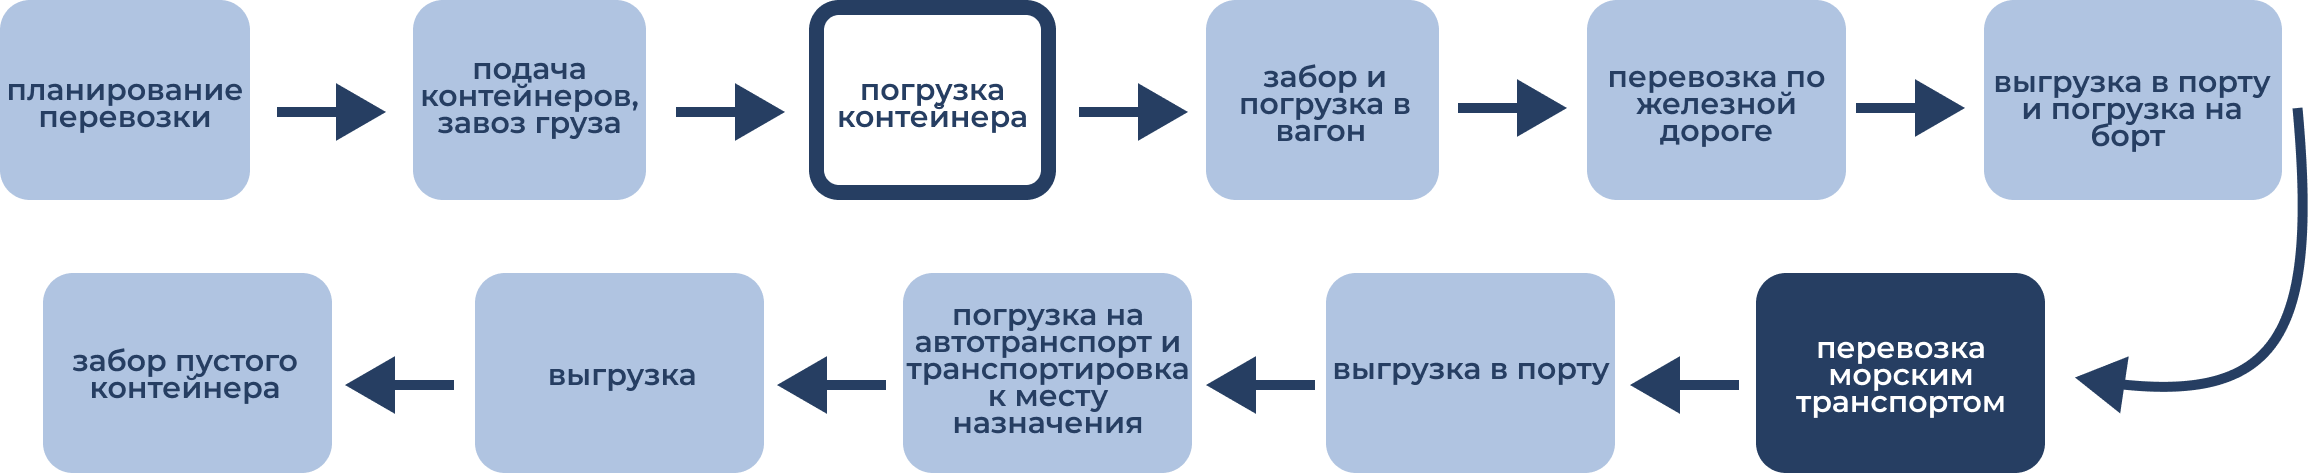 планирование
перевозки
подача
контейнеров,
завоз груза
погрузка
контейнера
забор и
погрузка в
вагон
перевозка по
железной
дороге
выгрузка в порту
и погрузка на
борт
перевозка
морским
транспортом
выгрузка в порту
погрузка на
автотранспорт и
транспортировка
к месту
назначения
выгрузка
забор пустого
контейнера